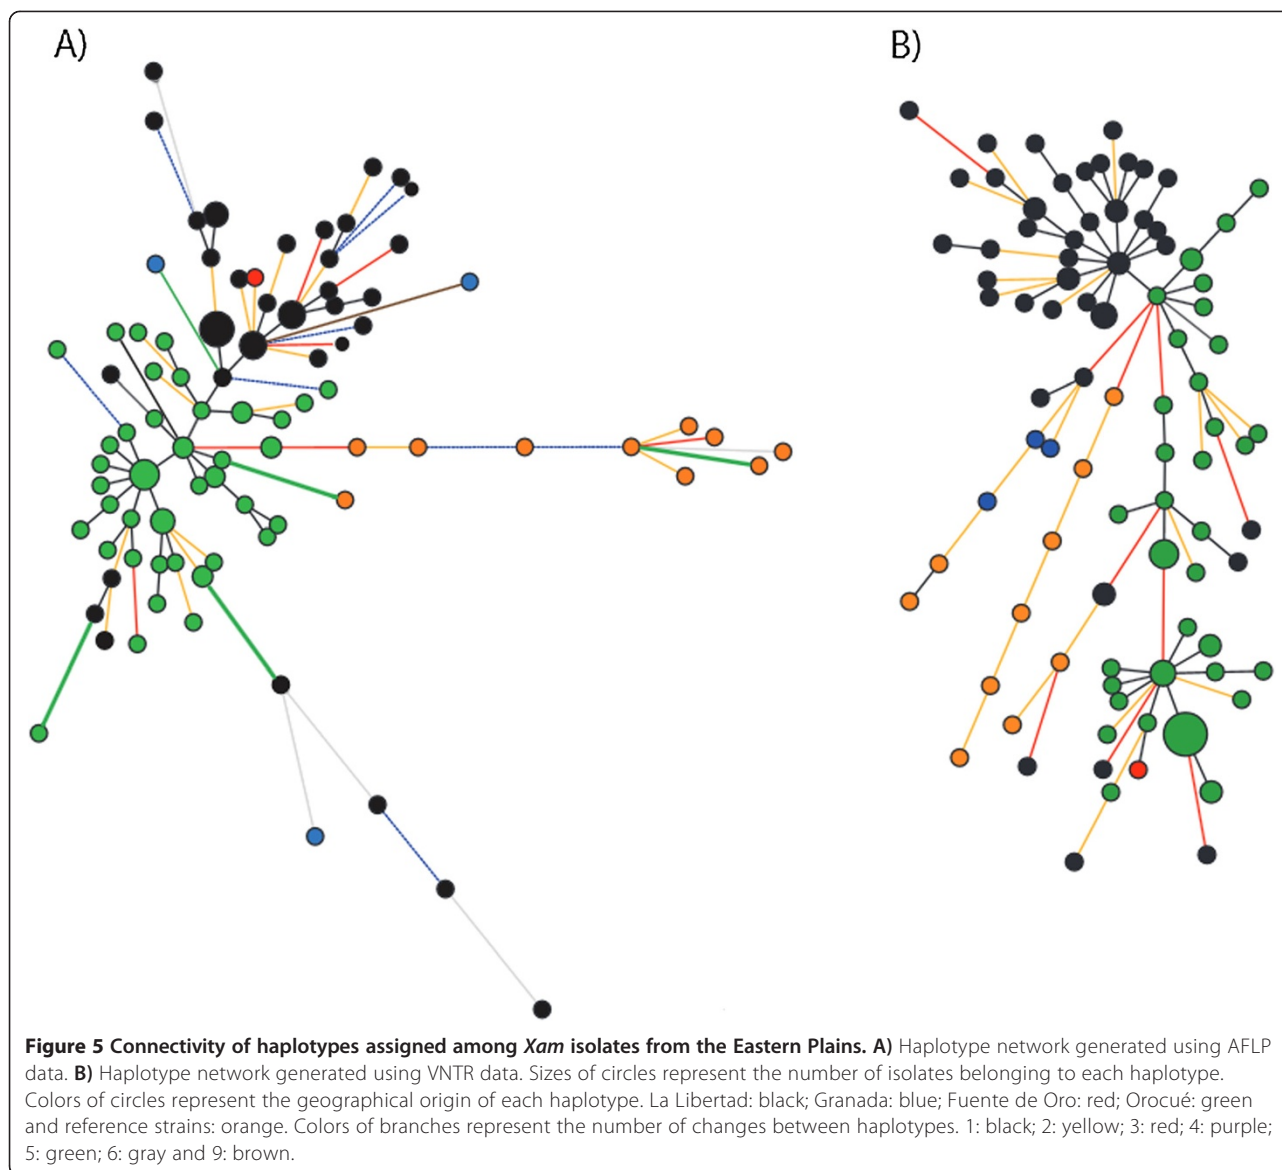 A)
B)
Figure 5 Connectivity of haplotypes assigned among Xam isolates from the Eastern Plains. A) Haplotype network generated using AFLP
data. B) Haplotype network generated using VNTR data. Sizes of circles represent the number of isolates belonging to each haplotype.
Colors of circles represent the geographical origin of each haplotype. La Libertad: black; Granada: blue; Fuente de Oro: red; Orocué: green
and reference strains: orange. Colors of branches represent the number of changes between haplotypes. 1: black; 2: yellow; 3: red; 4: purple;
5: green; 6: gray and 9: brown.